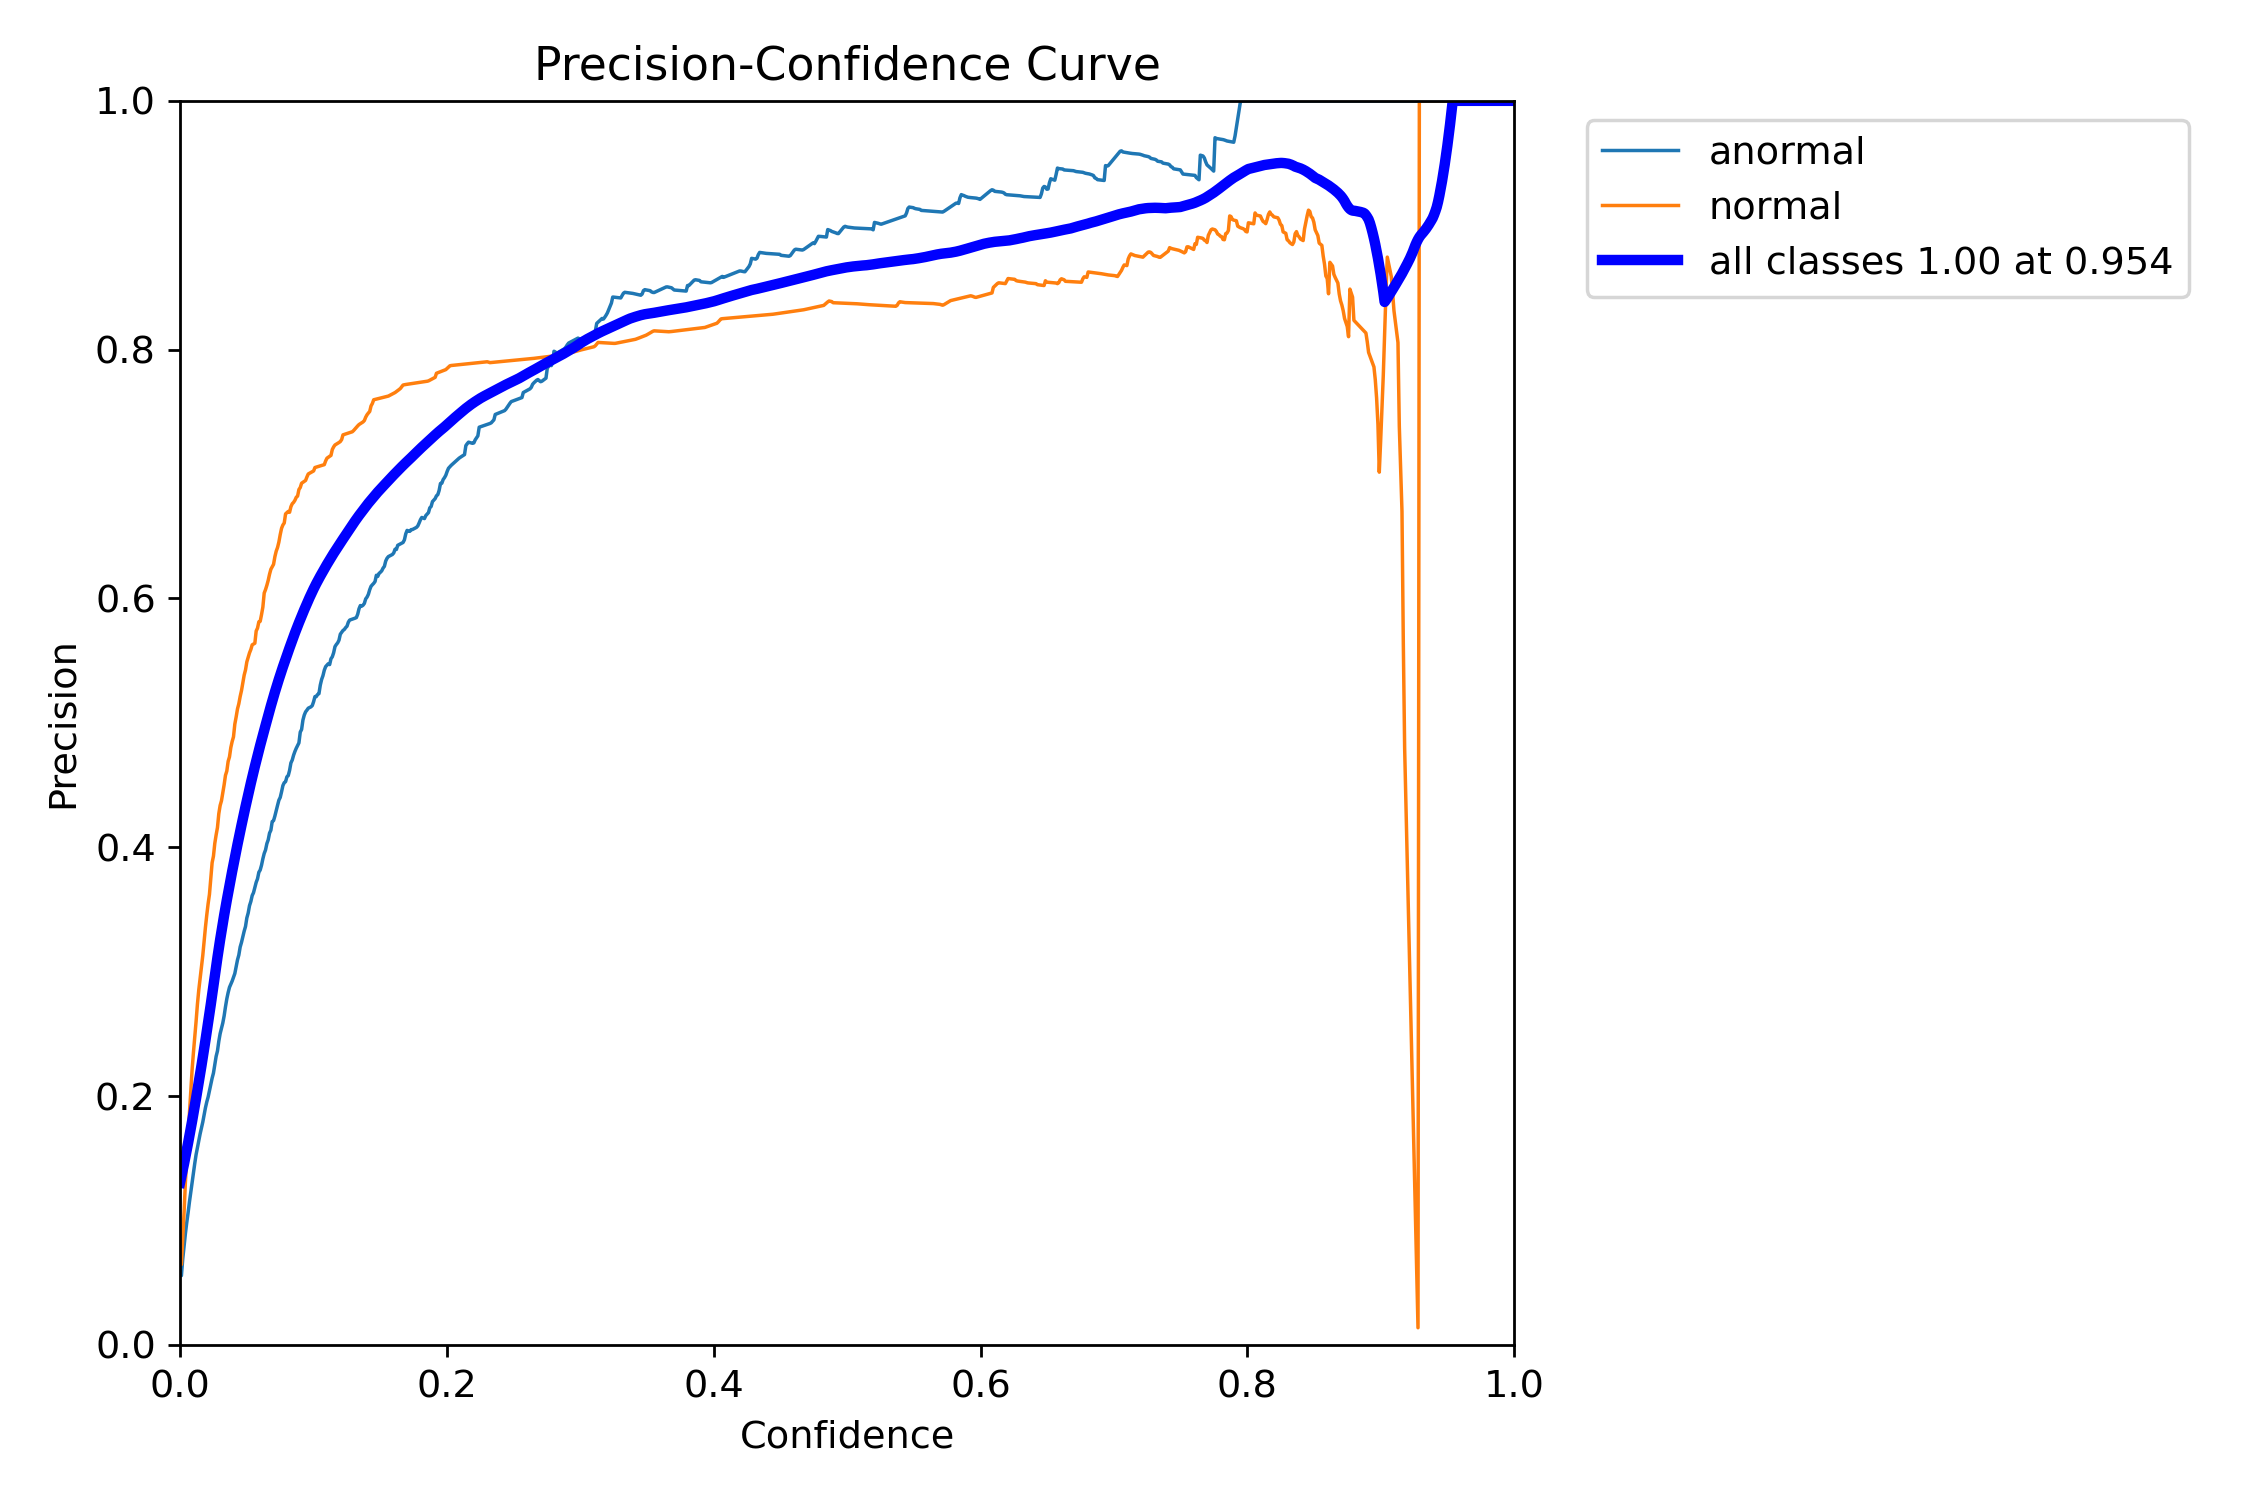 Precision-Confidence Curve
1.0
0.8
0.6
0.4
0.2
0.0
Precision
0.0 0.2 0.4 0.6 0.8 1.0
Confidence
anormal
normal
all classes 1.00 at 0.954